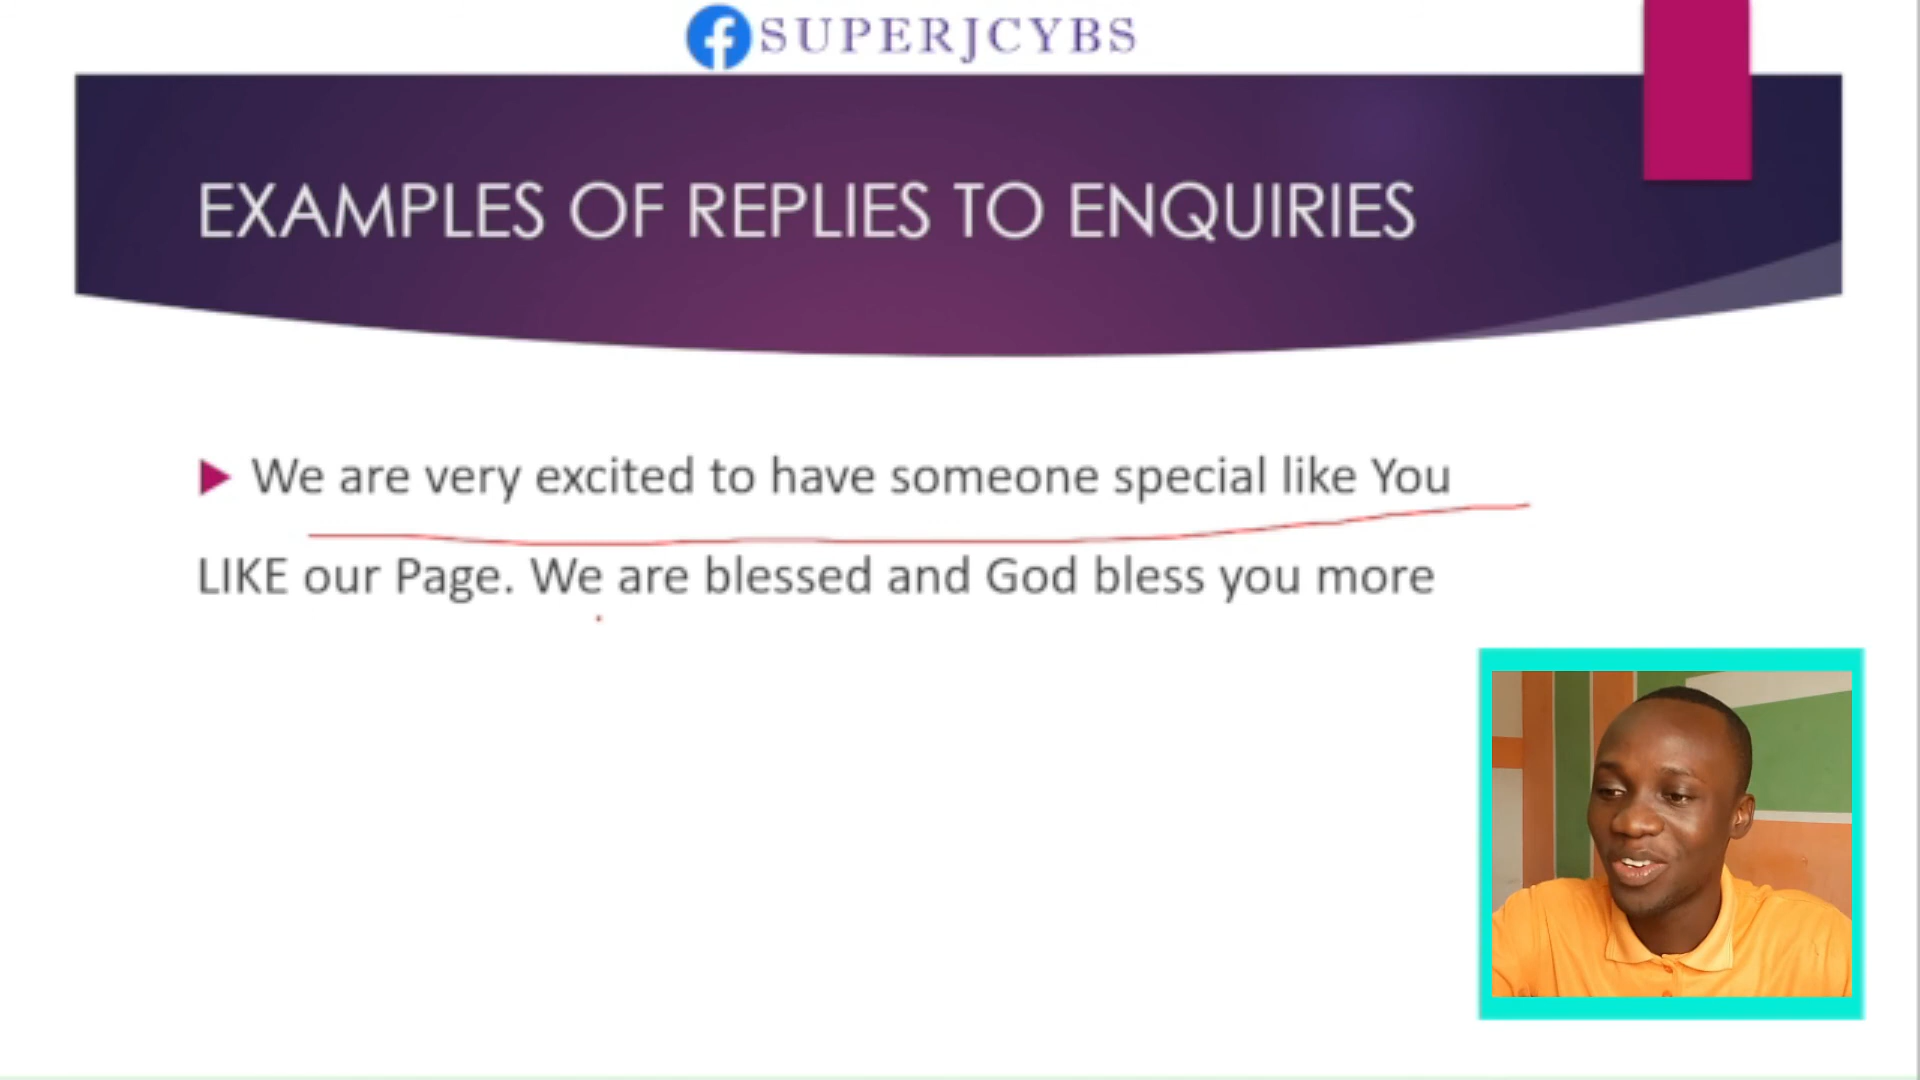 SUPERJCYBS
EXAMPLES OF REPLIES TO ENQUIRIES
We are very excited to have someone special like You
LIKE our Page. We are blessed and God bless you more